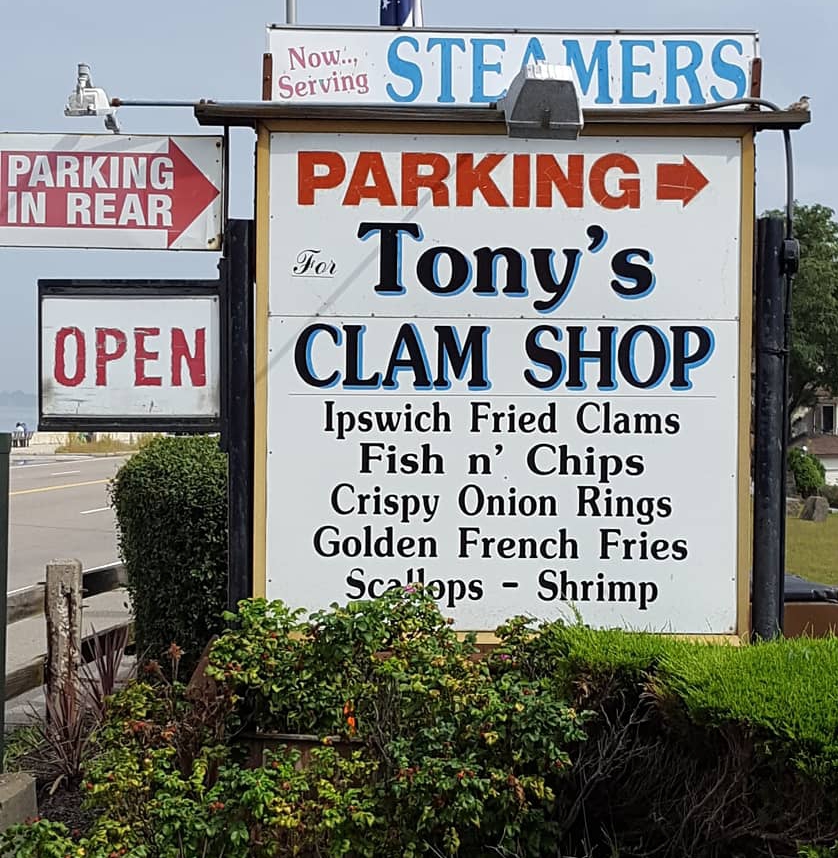 Now..,
Serving
STEAMERS
PARKING
IN REAR
OPEN
PARKING
For Tony's
CLAM SHOP
Ipswich Fried Clams
Fish n' Chips
Crispy Onion Rings
Golden French Fries
Scallops - Shrimp